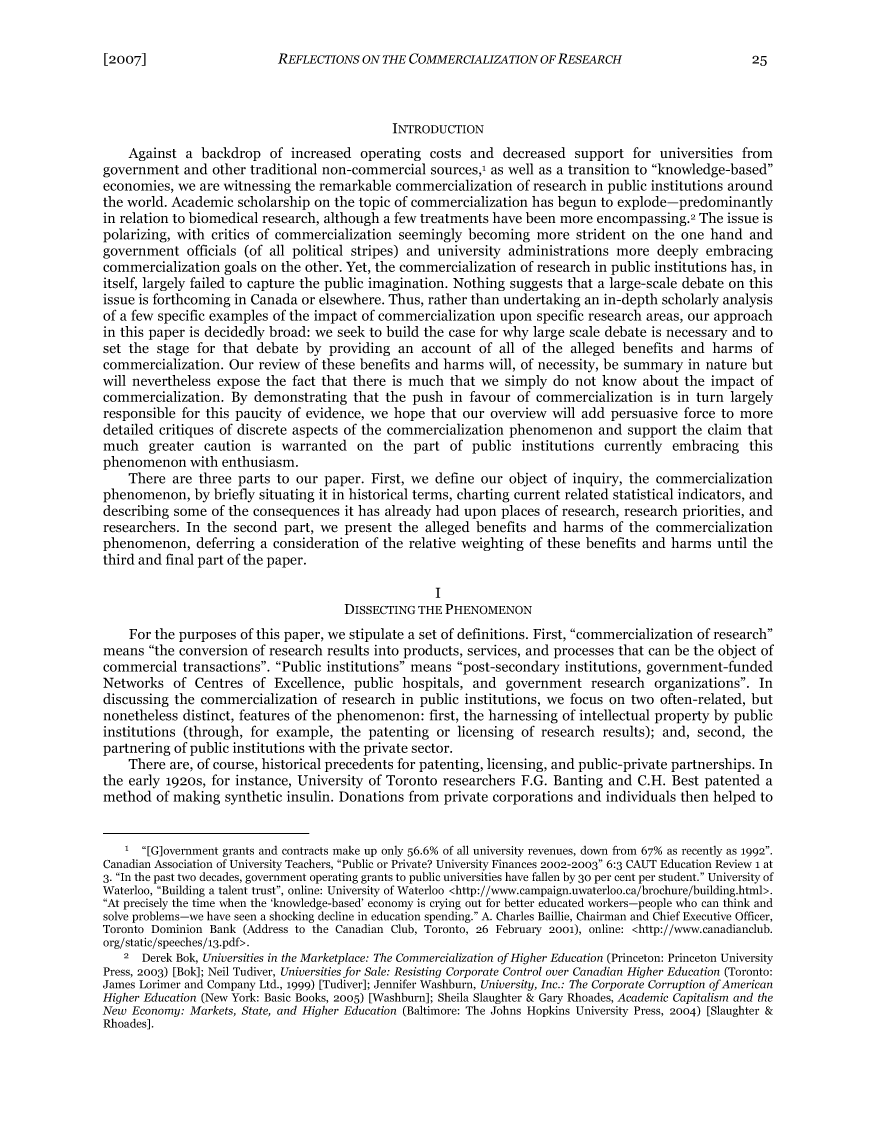 [2007] REFLECTIONS ON THE COMMERCIALIZATION OF RESEARCH 25
INTRODUCTION
Against a backdrop of increased operating costs and decreased support for universities from
government and other traditional non-commercial sources,¹ as well as a transition to “knowledge-based”
economies, we are witnessing the remarkable commercialization of research in public institutions around
the world. Academic scholarship on the topic of commercialization has begun to explode—predominantly
in relation to biomedical research, although a few treatments have been more encompassing.² The issue is
polarizing, with critics of commercialization seemingly becoming more strident on the one hand and
government officials (of all political stripes) and university administrations more deeply embracing
commercialization goals on the other. Yet, the commercialization of research in public institutions has, in
itself, largely failed to capture the public imagination. Nothing suggests that a large-scale debate on this
issue is forthcoming in Canada or elsewhere. Thus, rather than undertaking an in-depth scholarly analysis
of a few specific examples of the impact of commercialization upon specific research areas, our approach
in this paper is decidedly broad: we seek to build the case for why large scale debate is necessary and to
set the stage for that debate by providing an account of all of the alleged benefits and harms of
commercialization. Our review of these benefits and harms will, of necessity, be summary in nature but
will nevertheless expose the fact that there is much that we simply do not know about the impact of
commercialization. By demonstrating that the push in favour of commercialization is in turn largely
responsible for this paucity of evidence, we hope that our overview will add persuasive force to more
detailed critiques of discrete aspects of the commercialization phenomenon and support the claim that
much greater caution is warranted on the part of public institutions currently embracing this
phenomenon with enthusiasm.
There are three parts to our paper. First, we define our object of inquiry, the commercialization
phenomenon, by briefly situating it in historical terms, charting current related statistical indicators, and
describing some of the consequences it has already had upon places of research, research priorities, and
researchers. In the second part, we present the alleged benefits and harms of the commercialization
phenomenon, deferring a consideration of the relative weighting of these benefits and harms until the
third and final part of the paper.
I
DISSECTING THE PHENOMENON
For the purposes of this paper, we stipulate a set of definitions. First, “commercialization of research”
means “the conversion of research results into products, services, and processes that can be the object of
commercial transactions”. “Public institutions” means “post-secondary institutions, government-funded
Networks of Centres of Excellence, public hospitals, and government research organizations”. In
discussing the commercialization of research in public institutions, we focus on two often-related, but
nonetheless distinct, features of the phenomenon: first, the harnessing of intellectual property by public
institutions (through, for example, the patenting or licensing of research results); and, second, the
partnering of public institutions with the private sector.
There are, of course, historical precedents for patenting, licensing, and public-private partnerships. In
the early 1920s, for instance, University of Toronto researchers F.G. Banting and C.H. Best patented a
method of making synthetic insulin. Donations from private corporations and individuals then helped to
¹ “[G]overnment grants and contracts make up only 56.6% of all university revenues, down from 67% as recently as 1992”.
Canadian Association of University Teachers, “Public or Private? University Finances 2002-2003” 6:3 CAUT Education Review 1 at
3. “In the past two decades, government operating grants to public universities have fallen by 30 per cent per student.” University of
Waterloo, “Building a talent trust”, online: University of Waterloo <http://www.campaign.uwaterloo.ca/brochure/building.html>.
“At precisely the time when the ‘knowledge-based’ economy is crying out for better educated workers—people who can think and
solve problems—we have seen a shocking decline in education spending.” A. Charles Baillie, Chairman and Chief Executive Officer,
Toronto Dominion Bank (Address to the Canadian Club, Toronto, 26 February 2001), online: <http://www.canadianclub.
org/static/speeches/13.pdf>.
² Derek Bok, Universities in the Marketplace: The Commercialization of Higher Education (Princeton: Princeton University
Press, 2003) [Bok]; Neil Tudiver, Universities for Sale: Resisting Corporate Control over Canadian Higher Education (Toronto:
James Lorimer and Company Ltd., 1999) [Tudiver]; Jennifer Washburn, University, Inc.: The Corporate Corruption of American
Higher Education (New York: Basic Books, 2005) [Washburn]; Sheila Slaughter & Gary Rhoades, Academic Capitalism and the
New Economy: Markets, State, and Higher Education (Baltimore: The Johns Hopkins University Press, 2004) [Slaughter &
Rhoades].